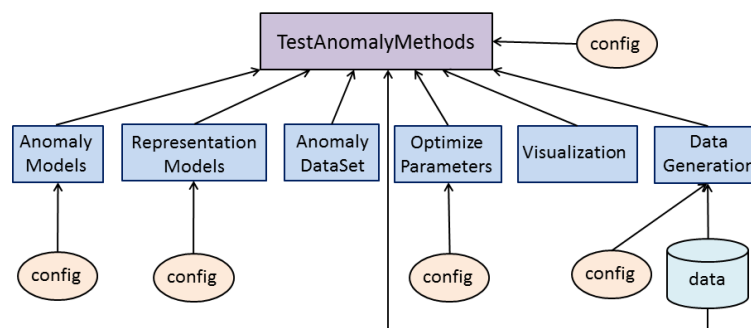 TestAnomalyMethods
config
Anomaly
Models
Representation
Models
Anomaly
DataSet
Optimize
Parameters
Visualization
Data
Generation
config
config
config
config
data